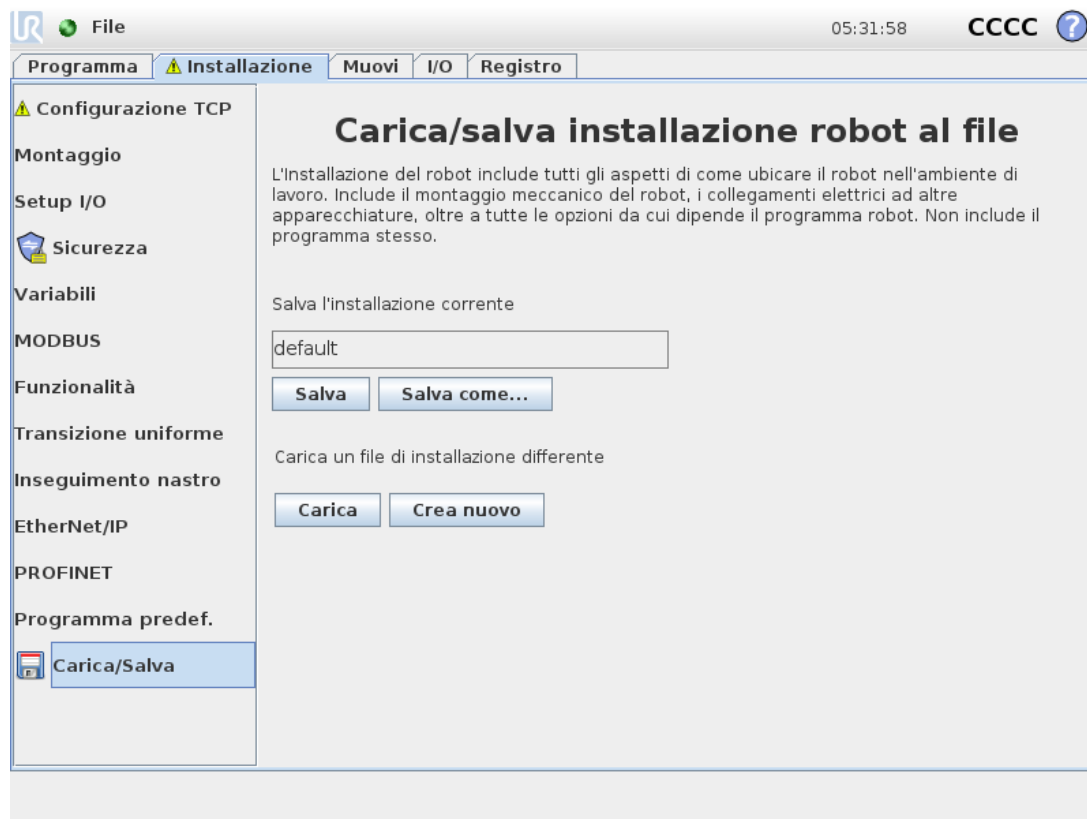 UR File 05:31:58 CCCC ?
Programma Installazione Muovi I/O Registro
Configurazione TCP
Montaggio
Setup I/O
Sicurezza
Variabili
MODBUS
Funzionalità
Transizione uniforme
Inseguimento nastro
EtherNet/IP
PROFINET
Programma predef.
Carica/Salva
Carica/salva installazione robot al file
L'Installazione del robot include tutti gli aspetti di come ubicare il robot nell'ambiente di
lavoro. Include il montaggio meccanico del robot, i collegamenti elettrici ad altre
apparecchiature, oltre a tutte le opzioni da cui dipende il programma robot. Non include il
programma stesso.
Salva l'installazione corrente
default
Salva Salva come...
Carica un file di installazione differente
Carica Crea nuovo